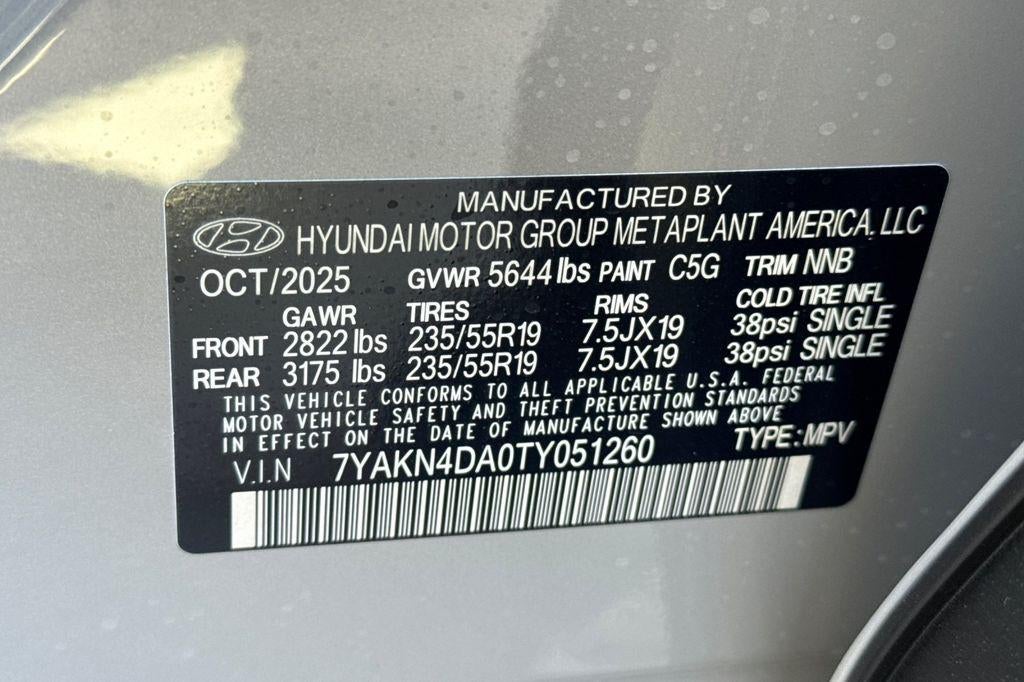 MANUFACTURED BY
HYUNDAI MOTOR GROUP METAPLANT AMERICA, LLC
OCT/2025 GVWR 5644 lbs PAINT C5G TRIM NNB
GAWR TIRES RIMS COLD TIRE INFL
FRONT 2822 lbs 235/55R19 7.5JX19 38psi SINGLE
REAR 3175 lbs 235/55R19 7.5JX19 38psi SINGLE
THIS VEHICLE CONFORMS TO ALL APPLICABLE U.S.A. FEDERAL
MOTOR VEHICLE SAFETY AND THEFT PREVENTION STANDARDS
IN EFFECT ON THE DATE OF MANUFACTURE SHOWN ABOVE
V.I.N 7YAKN4DA0TY051260 TYPE: MPV